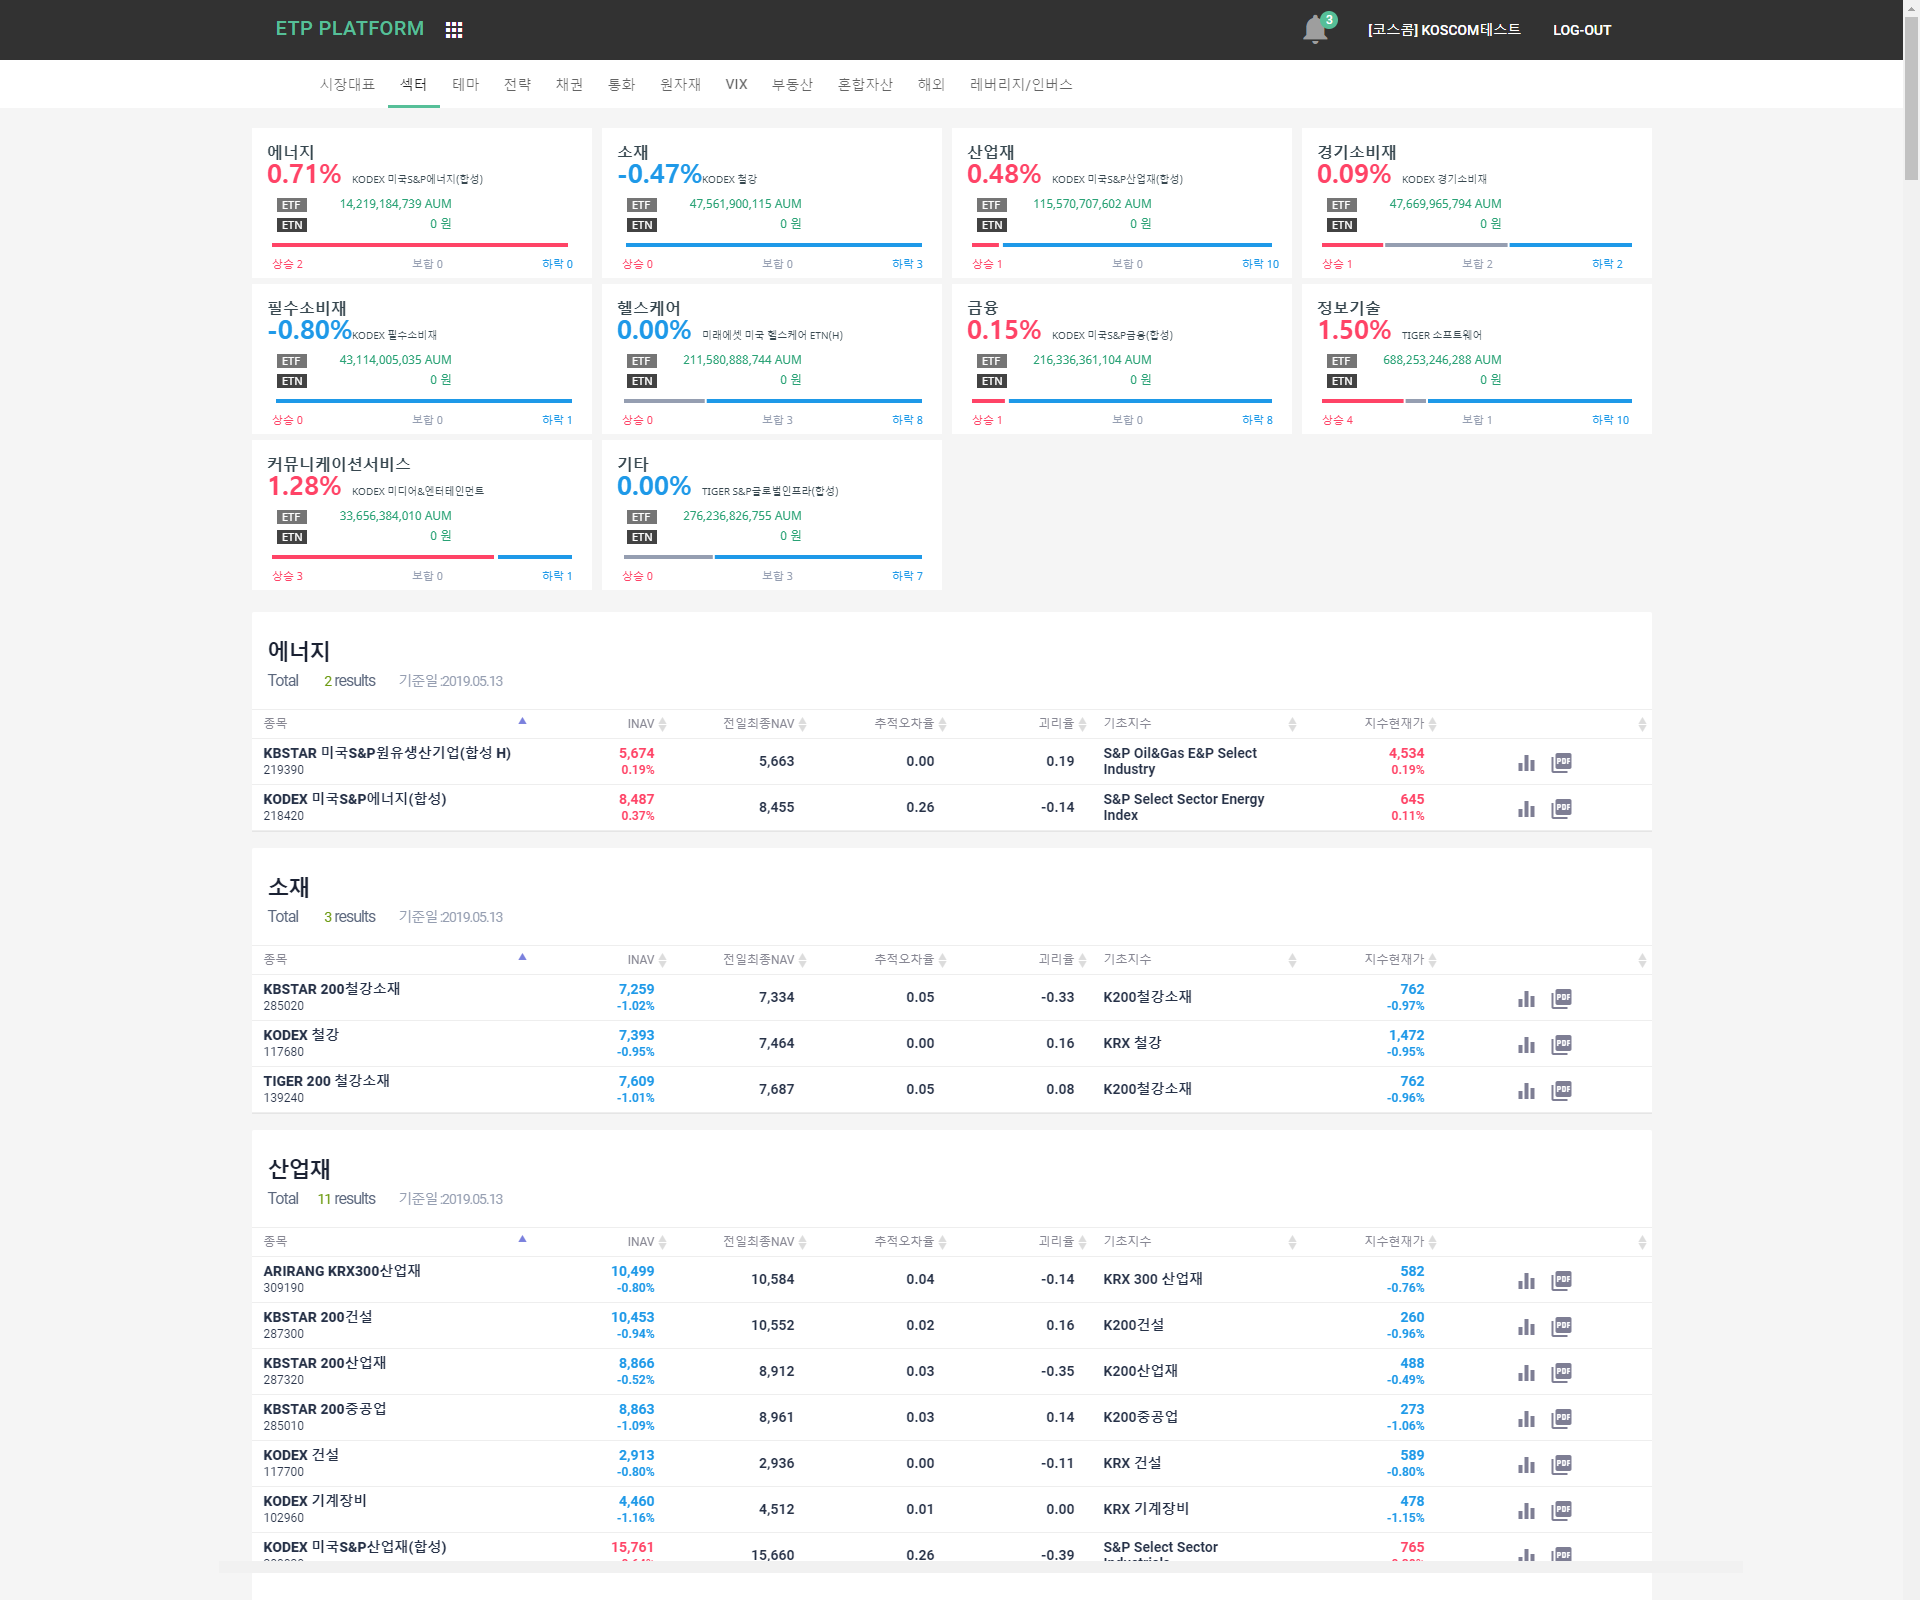 ETP PLATFORM
3
[코스콤] KOSCOM테스트 LOG-OUT
시장대표 섹터 테마 전략 채권 통화 원자재 VIX 부동산 혼합자산 해외 레버리지/인버스
에너지
0.71% KODEX 미국S&P에너지(합성)
ETF 14,219,184,739 AUM
ETN 0 원
상승 2 보합 0 하락 0
소재
-0.47% KODEX 철강
ETF 47,561,900,115 AUM
ETN 0 원
상승 0 보합 0 하락 3
산업재
0.48% KODEX 미국S&P산업재(합성)
ETF 115,570,707,602 AUM
ETN 0 원
상승 1 보합 0 하락 10
경기소비재
0.09% KODEX 경기소비재
ETF 47,669,965,794 AUM
ETN 0 원
상승 1 보합 2 하락 2
필수소비재
-0.80% KODEX 필수소비재
ETF 43,114,005,035 AUM
ETN 0 원
상승 0 보합 0 하락 1
헬스케어
0.00% 미래에셋 미국 헬스케어 ETN(H)
ETF 211,580,888,744 AUM
ETN 0 원
상승 0 보합 3 하락 8
금융
0.15% KODEX 미국S&P금융(합성)
ETF 216,336,361,104 AUM
ETN 0 원
상승 1 보합 0 하락 8
정보기술
1.50% TIGER 소프트웨어
ETF 688,253,246,288 AUM
ETN 0 원
상승 4 보합 1 하락 10
커뮤니케이션서비스
1.28% KODEX 미디어&엔터테인먼트
ETF 33,656,384,010 AUM
ETN 0 원
상승 3 보합 0 하락 1
기타
0.00% TIGER S&P글로벌인프라(합성)
ETF 276,236,826,755 AUM
ETN 0 원
상승 0 보합 3 하락 7
에너지
Total 2 results 기준일:2019.05.13
종목 INAV 전일최종NAV 추적오차율 괴리율 기초지수 지수현재가
KBSTAR 미국S&P원유생산기업(합성 H) 5,674 5,663 0.00 0.19 S&P Oil&Gas E&P Select 4,534 PDF
219390 0.19% Industry 0.19%
KODEX 미국S&P에너지(합성) 8,487 8,455 0.26 -0.14 S&P Select Sector Energy 645 PDF
218420 0.37% Index 0.11%
소재
Total 3 results 기준일:2019.05.13
종목 INAV 전일최종NAV 추적오차율 괴리율 기초지수 지수현재가
KBSTAR 200철강소재 7,259 7,334 0.05 -0.33 K200철강소재 762 PDF
285020 -1.02% -0.97%
KODEX 철강 7,393 7,464 0.00 0.16 KRX 철강 1,472 PDF
117680 -0.95% -0.95%
TIGER 200 철강소재 7,609 7,687 0.05 0.08 K200철강소재 762 PDF
139240 -1.01% -0.96%
산업재
Total 11 results 기준일:2019.05.13
종목 INAV 전일최종NAV 추적오차율 괴리율 기초지수 지수현재가
ARIRANG KRX300산업재 10,499 10,584 0.04 -0.14 KRX 300 산업재 582 PDF
309190 -0.80% -0.76%
KBSTAR 200건설 10,453 10,552 0.02 0.16 K200건설 260 PDF
287300 -0.94% -0.96%
KBSTAR 200산업재 8,866 8,912 0.03 -0.35 K200산업재 488 PDF
287320 -0.52% -0.49%
KBSTAR 200중공업 8,863 8,961 0.03 0.14 K200중공업 273 PDF
285010 -1.09% -1.06%
KODEX 건설 2,913 2,936 0.00 -0.11 KRX 건설 589 PDF
117700 -0.80% -0.80%
KODEX 기계장비 4,460 4,512 0.01 0.00 KRX 기계장비 478 PDF
102960 -1.16% -1.15%
KODEX 미국S&P산업재(합성) 15,761 15,660 0.26 -0.39 S&P Select Sector 765 PDF